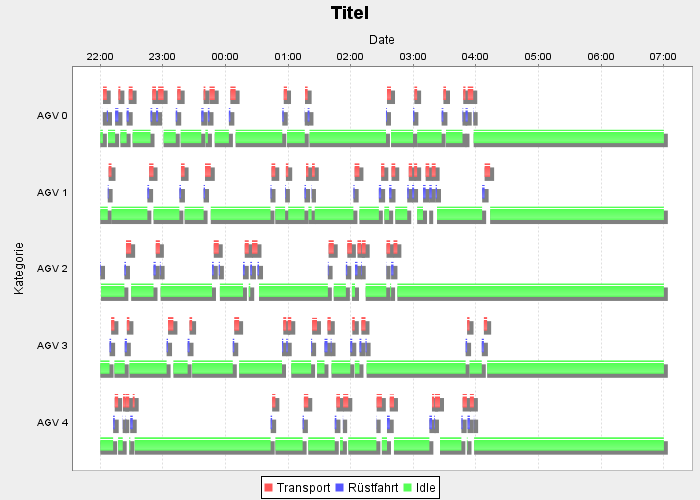 Titel
Date
22:00 23:00 00:00 01:00 02:00 03:00 04:00 05:00 06:00 07:00
Kategorie
AGV 0
AGV 1
AGV 2
AGV 3
AGV 4
Transport Rüstfahrt Idle